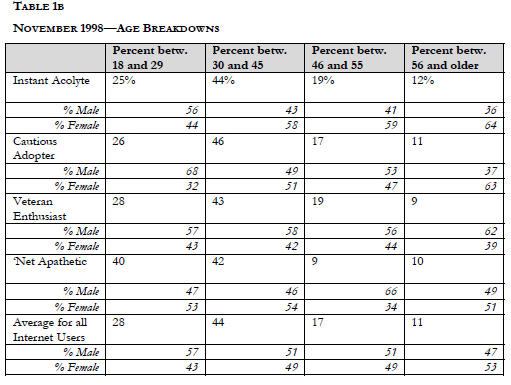 TABLE 1B
NOVEMBER 1998—AGE BREAKDOWNS
Percent betw. 18 and 29 Percent betw. 30 and 45 Percent betw. 46 and 55 Percent betw. 56 and older
Instant Acolyte 25% 44% 19% 12%
% Male 56 43 41 36
% Female 44 58 59 64
Cautious Adopter 26 46 17 11
% Male 68 49 53 37
% Female 32 51 47 63
Veteran Enthusiast 28 43 19 9
% Male 57 58 56 62
% Female 43 42 44 39
'Net Apathetic 40 42 9 10
% Male 47 46 66 49
% Female 53 54 34 51
Average for all Internet Users 28 44 17 11
% Male 57 51 51 47
% Female 43 49 49 53